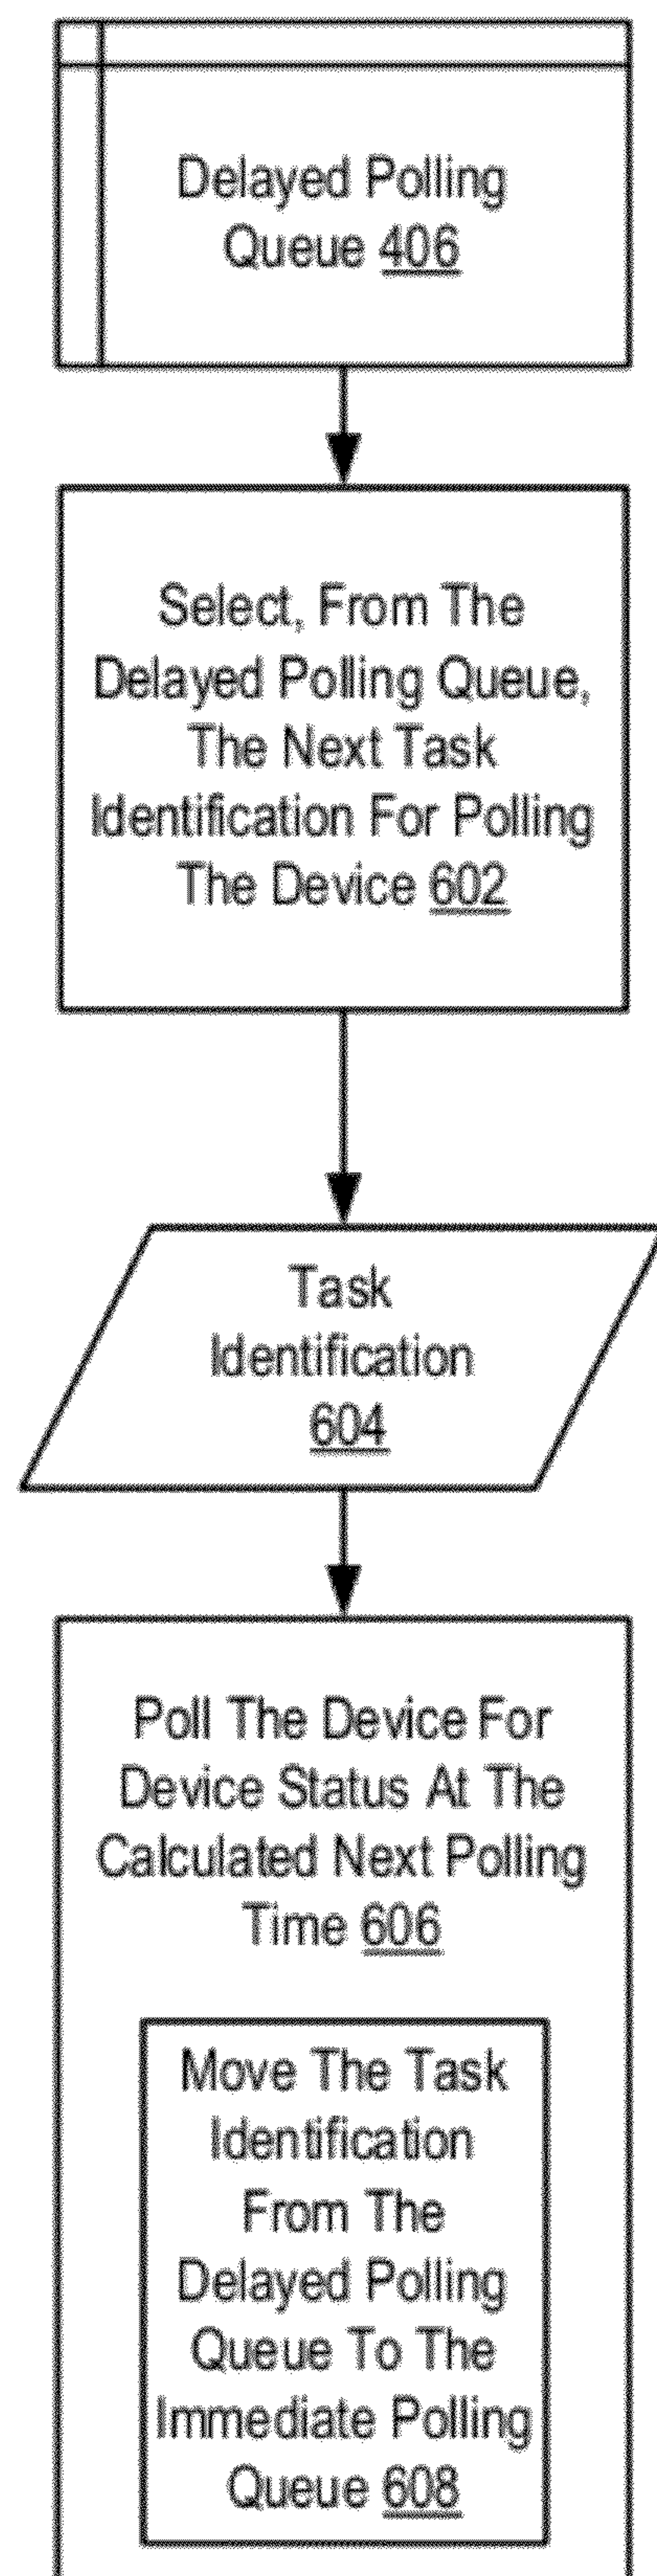 Delayed Polling
Queue 406
Select, From The
Delayed Polling Queue,
The Next Task
Identification For Polling
The Device 602
Task
Identification
604
Poll The Device For
Device Status At The
Calculated Next Polling
Time 606
Move The Task
Identification
From The
Delayed Polling
Queue To The
Immediate Polling
Queue 608